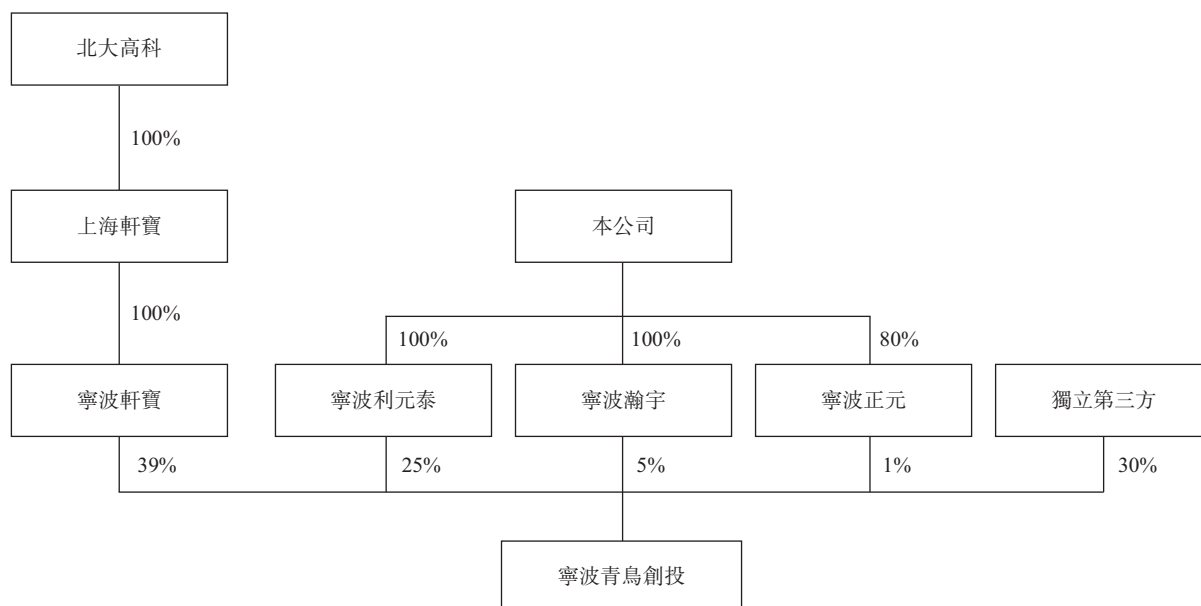 北大高科
100%
上海軒寶
本公司
100%
100%
100%
80%
寧波軒寶
寧波利元泰
寧波瀚宇
寧波正元
獨立第三方
39%
25%
5%
1%
30%
寧波青鳥創投